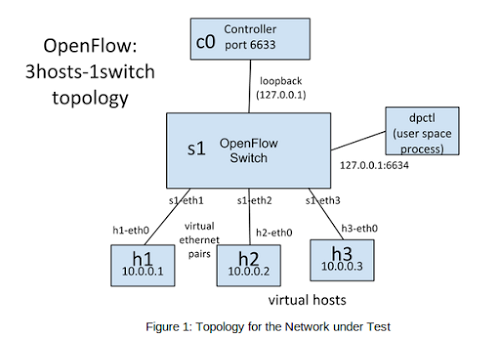 OpenFlow:
3hosts-1switch
topology
c0
Controller
port 6633
loopback
(127.0.0.1)
s1
OpenFlow
Switch
dpctl
(user space
process)
127.0.0.1:6634
s1-eth1
s1-eth2
s1-eth3
h1-eth0
virtual
ethernet
pairs
h2-eth0
h3-eth0
h1
10.0.0.1
h2
10.0.0.2
h3
10.0.0.3
virtual hosts
Figure 1: Topology for the Network under Test